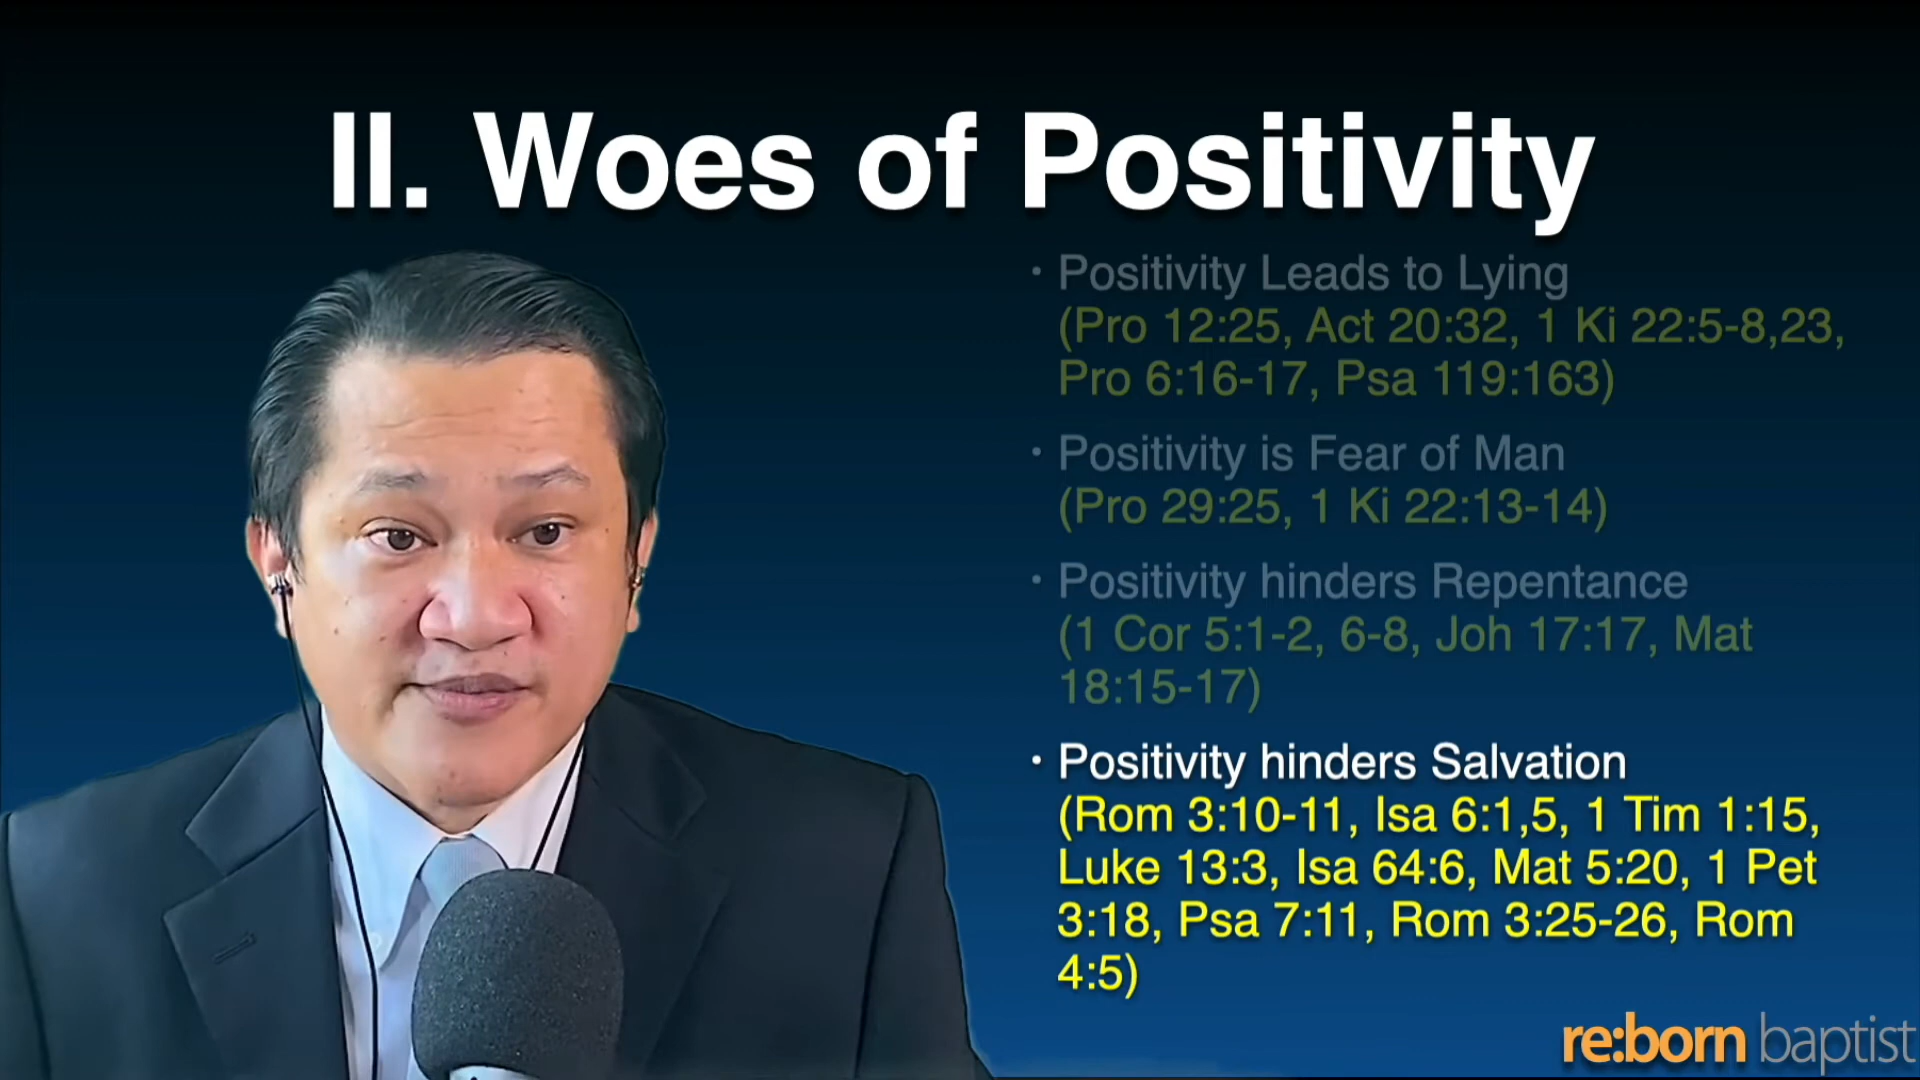 II. Woes of Positivity
• Positivity Leads to Lying
(Pro 12:25, Act 20:32, 1 Ki 22:5-8,23,
Pro 6:16-17, Psa 119:163)
• Positivity is Fear of Man
(Pro 29:25, 1 Ki 22:13-14)
• Positivity hinders Repentance
(1 Cor 5:1-2, 6-8, Joh 17:17, Mat
18:15-17)
• Positivity hinders Salvation
(Rom 3:10-11, Isa 6:1,5, 1 Tim 1:15,
Luke 13:3, Isa 64:6, Mat 5:20, 1 Pet
3:18, Psa 7:11, Rom 3:25-26, Rom
4:5)
re:born baptist